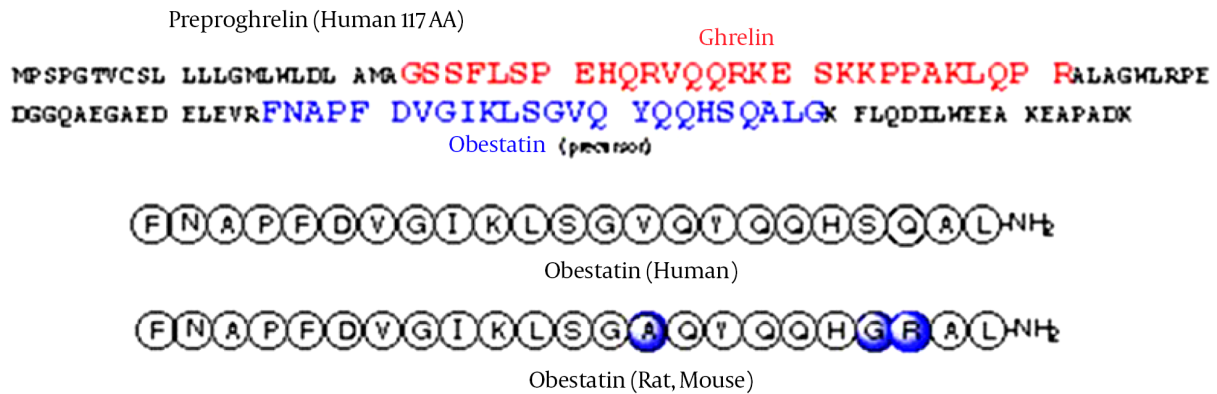 Preproghrelin (Human 117 AA)
Ghrelin
MPSPGTVCSL LLLGMLWLDL AMAGSSFLSP EHQRVQQRKE SKKPPAKLQP RALAGWLRPE
DGGQAEGAED ELEVRFNAPF DVGIKLSGVQ YQQHSQALGK FLQDILWEEA KEAPADK
Obestatin (precursor)
F N A P F D V G I K L S G V Q Y Q Q H S Q A L -NH2
Obestatin (Human)
F N A P F D V G I K L S G A Q Y Q Q H G R A L -NH2
Obestatin (Rat, Mouse)